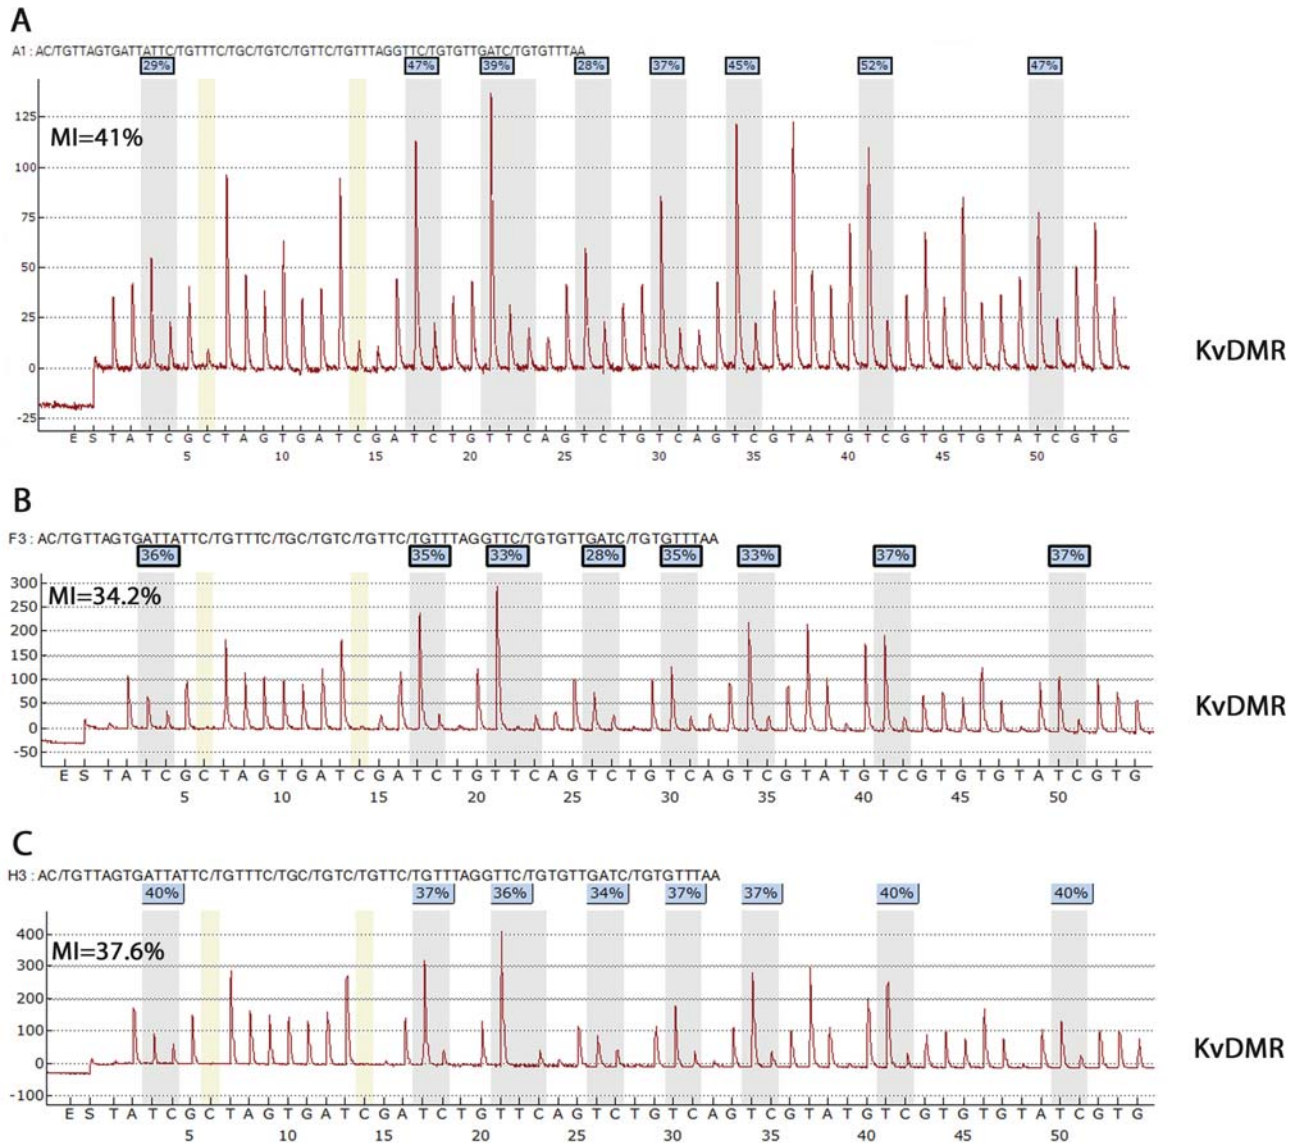 A
A1 : AC/TGTTAGTGATTATTC/TGTTTC/TGC/TGTC/TGTTC/TGTTTAGGTTC/TGTGTTGATC/TGTGTTTAA
29% 47% 39% 28% 37% 45% 52% 47%
MI=41%
125
100
75
50
25
0
-25
KvDMR
E S T A T C G C T A G T G A T C G A T C T G T T C A G T C T G T C A G T C G T A T G T C G T G T G T A T C G T G
5 10 15 20 25 30 35 40 45 50
B
F3 : AC/TGTTAGTGATTATTC/TGTTTC/TGC/TGTC/TGTTC/TGTTTAGGTTC/TGTGTTGATC/TGTGTTTAA
36% 35% 33% 28% 35% 33% 37% 37%
MI=34.2%
300
250
200
150
100
50
0
-50
KvDMR
E S T A T C G C T A G T G A T C G A T C T G T T C A G T C T G T C A G T C G T A T G T C G T G T G T A T C G T G
5 10 15 20 25 30 35 40 45 50
C
H3 : AC/TGTTAGTGATTATTC/TGTTTC/TGC/TGTC/TGTTC/TGTTTAGGTTC/TGTGTTGATC/TGTGTTTAA
40% 37% 36% 34% 37% 37% 40% 40%
MI=37.6%
400
300
200
100
0
-100
KvDMR
E S T A T C G C T A G T G A T C G A T C T G T T C A G T C T G T C A G T C G T A T G T C G T G T G T A T C G T G
5 10 15 20 25 30 35 40 45 50